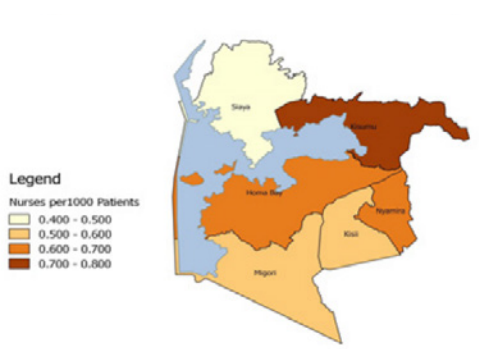 Siaya
Kisumu
Legend
Nurses per1000 Patients
0.400 - 0.500
0.500 - 0.600
0.600 - 0.700
0.700 - 0.800
Homa Bay
Nyamira
Kisii
Migori